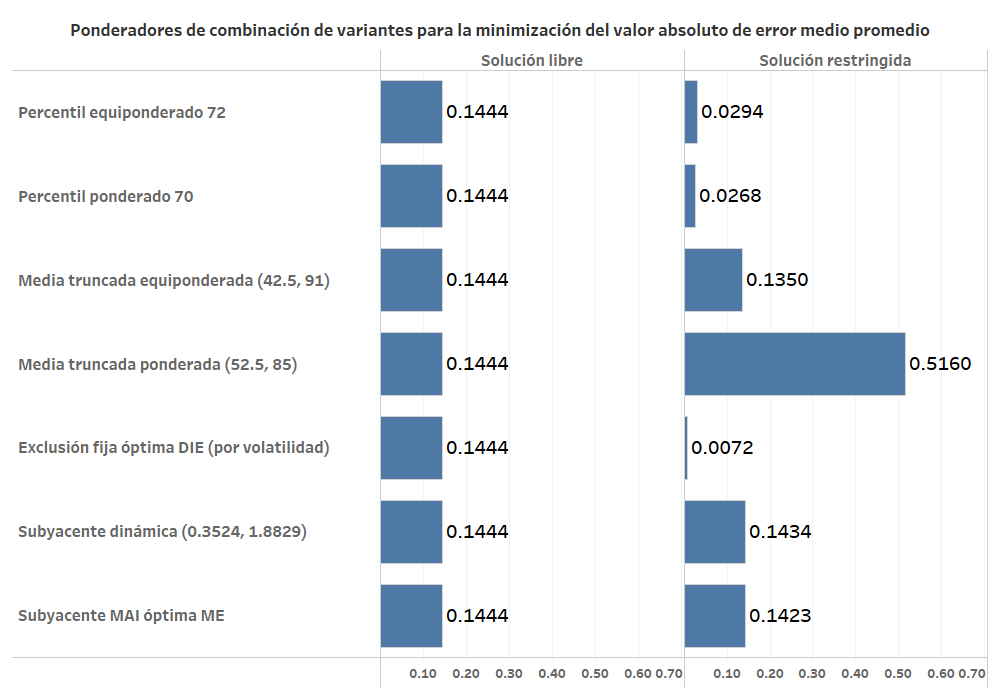 Ponderadores de combinación de variantes para la minimización del valor absoluto de error medio promedio
Solución libre Solución restringida
Percentil equiponderado 72 0.1444 0.0294
Percentil ponderado 70 0.1444 0.0268
Media truncada equiponderada (42.5, 91) 0.1444 0.1350
Media truncada ponderada (52.5, 85) 0.1444 0.5160
Exclusión fija óptima DIE (por volatilidad) 0.1444 0.0072
Subyacente dinámica (0.3524, 1.8829) 0.1444 0.1434
Subyacente MAI óptima ME 0.1444 0.1423
0.10 0.20 0.30 0.40 0.50 0.60 0.70 0.10 0.20 0.30 0.40 0.50 0.60 0.70